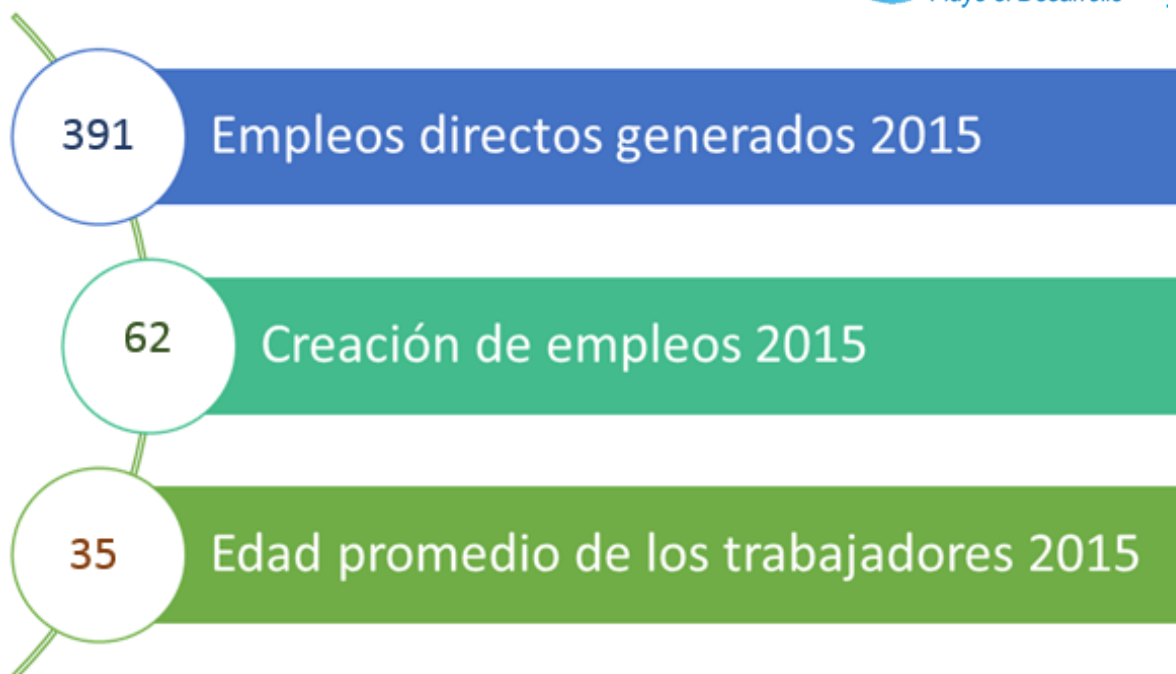 391
Empleos directos generados 2015
62
Creación de empleos 2015
35
Edad promedio de los trabajadores 2015